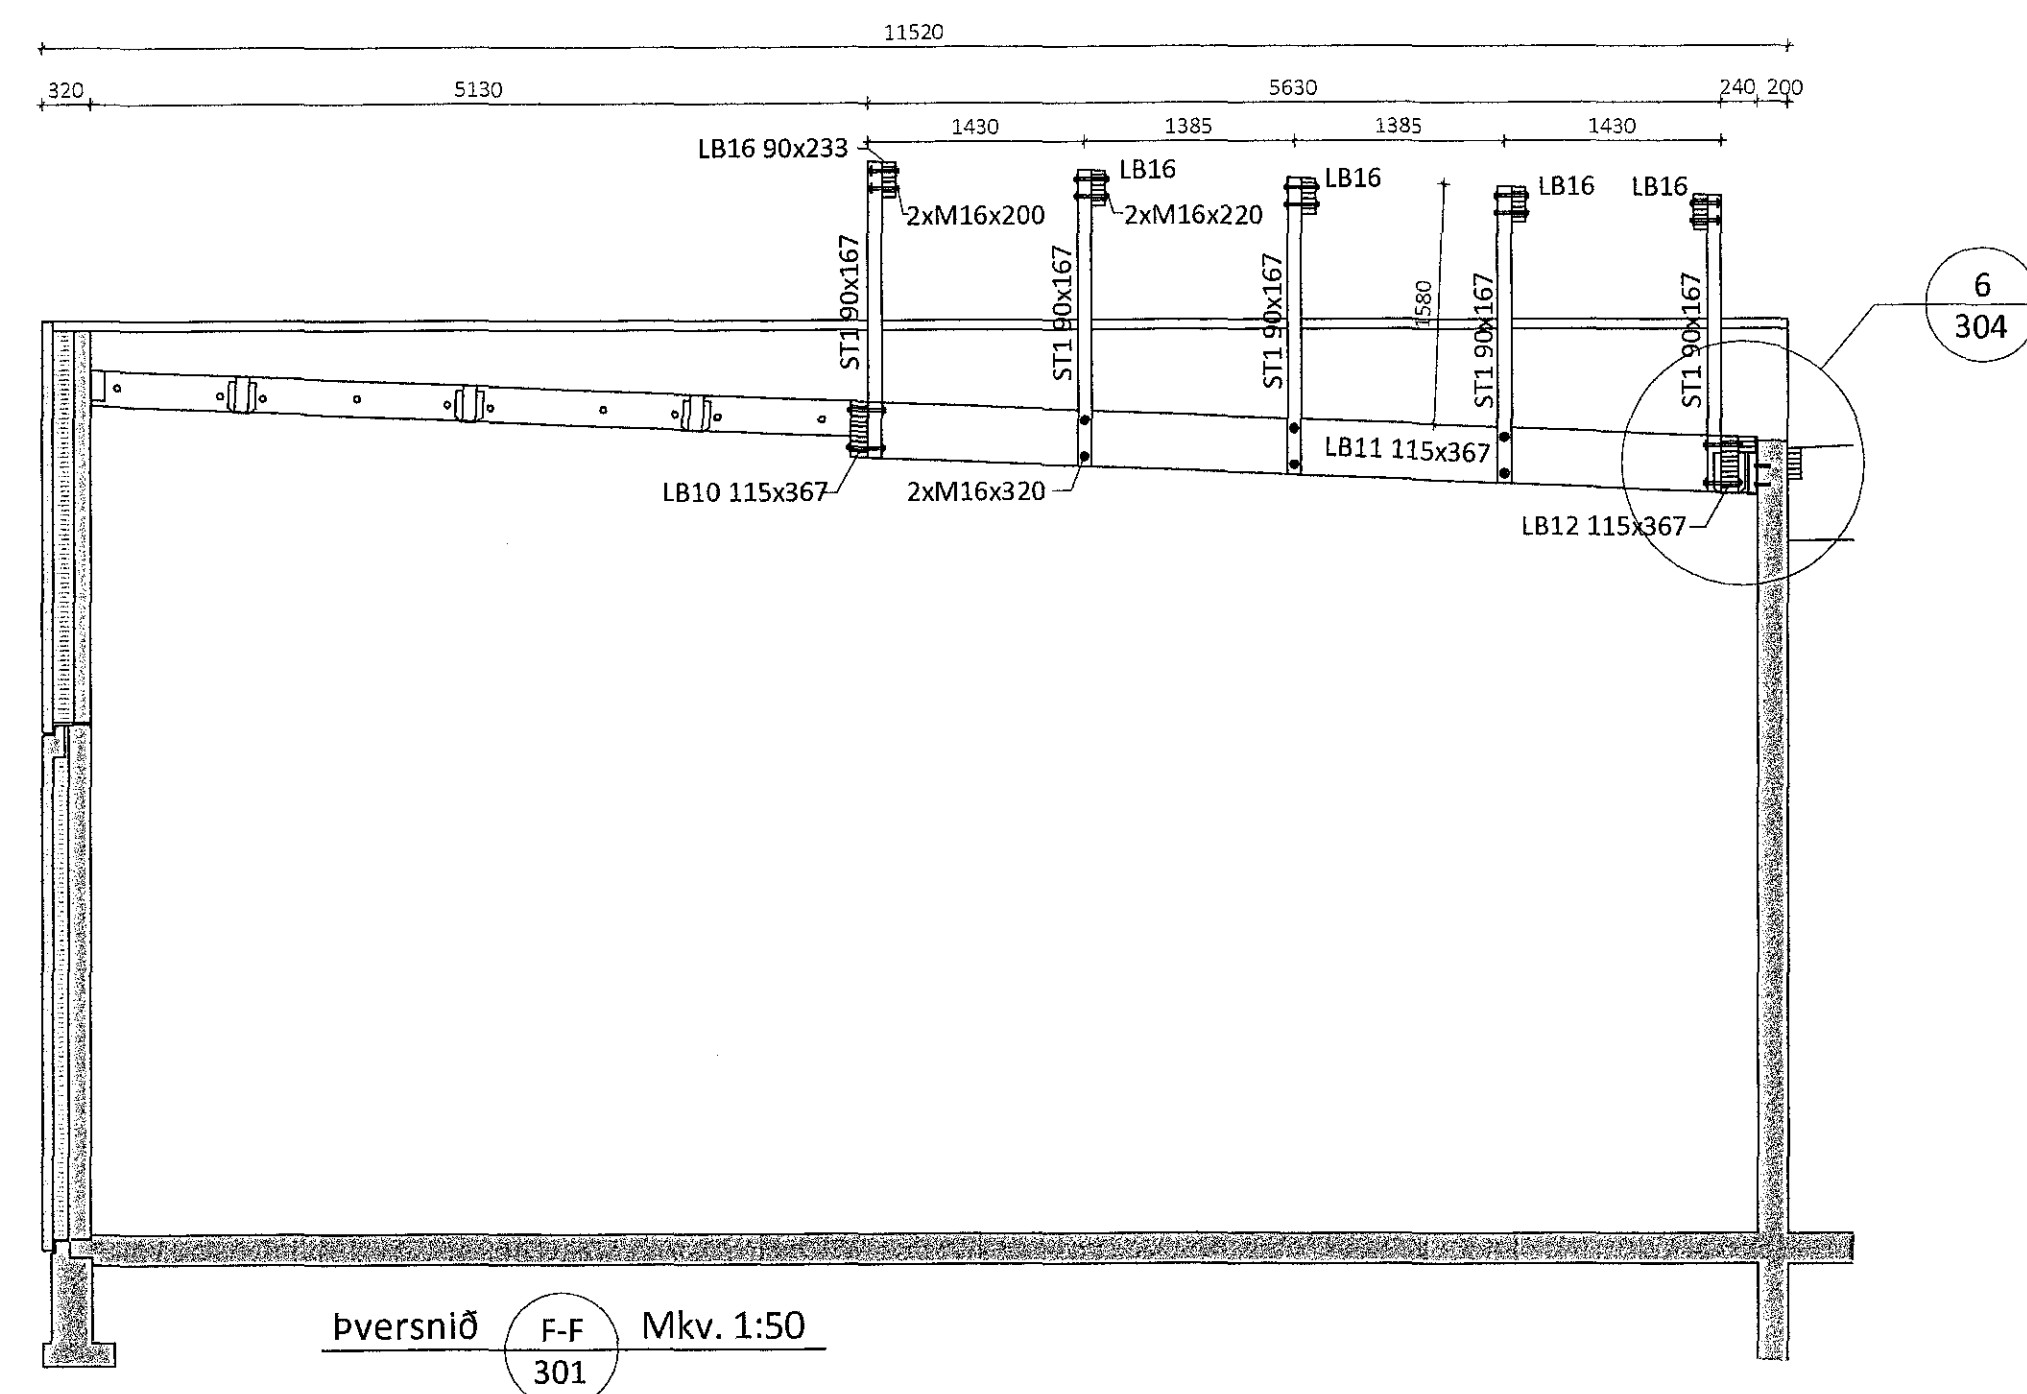 11520
320 5130 5630 240 200
1430 1385 1385 1430
LB16 90x233
LB16
LB16
LB16
LB16
2xM16x200
2xM16x220
ST1 90x167
ST1 90x167
ST1 90x167
ST1 90x167
ST1 90x167
1580
6
304
LB11 115x367
LB10 115x367
2xM16x320
LB12 115x367
Þversnið F-F Mkv. 1:50
301